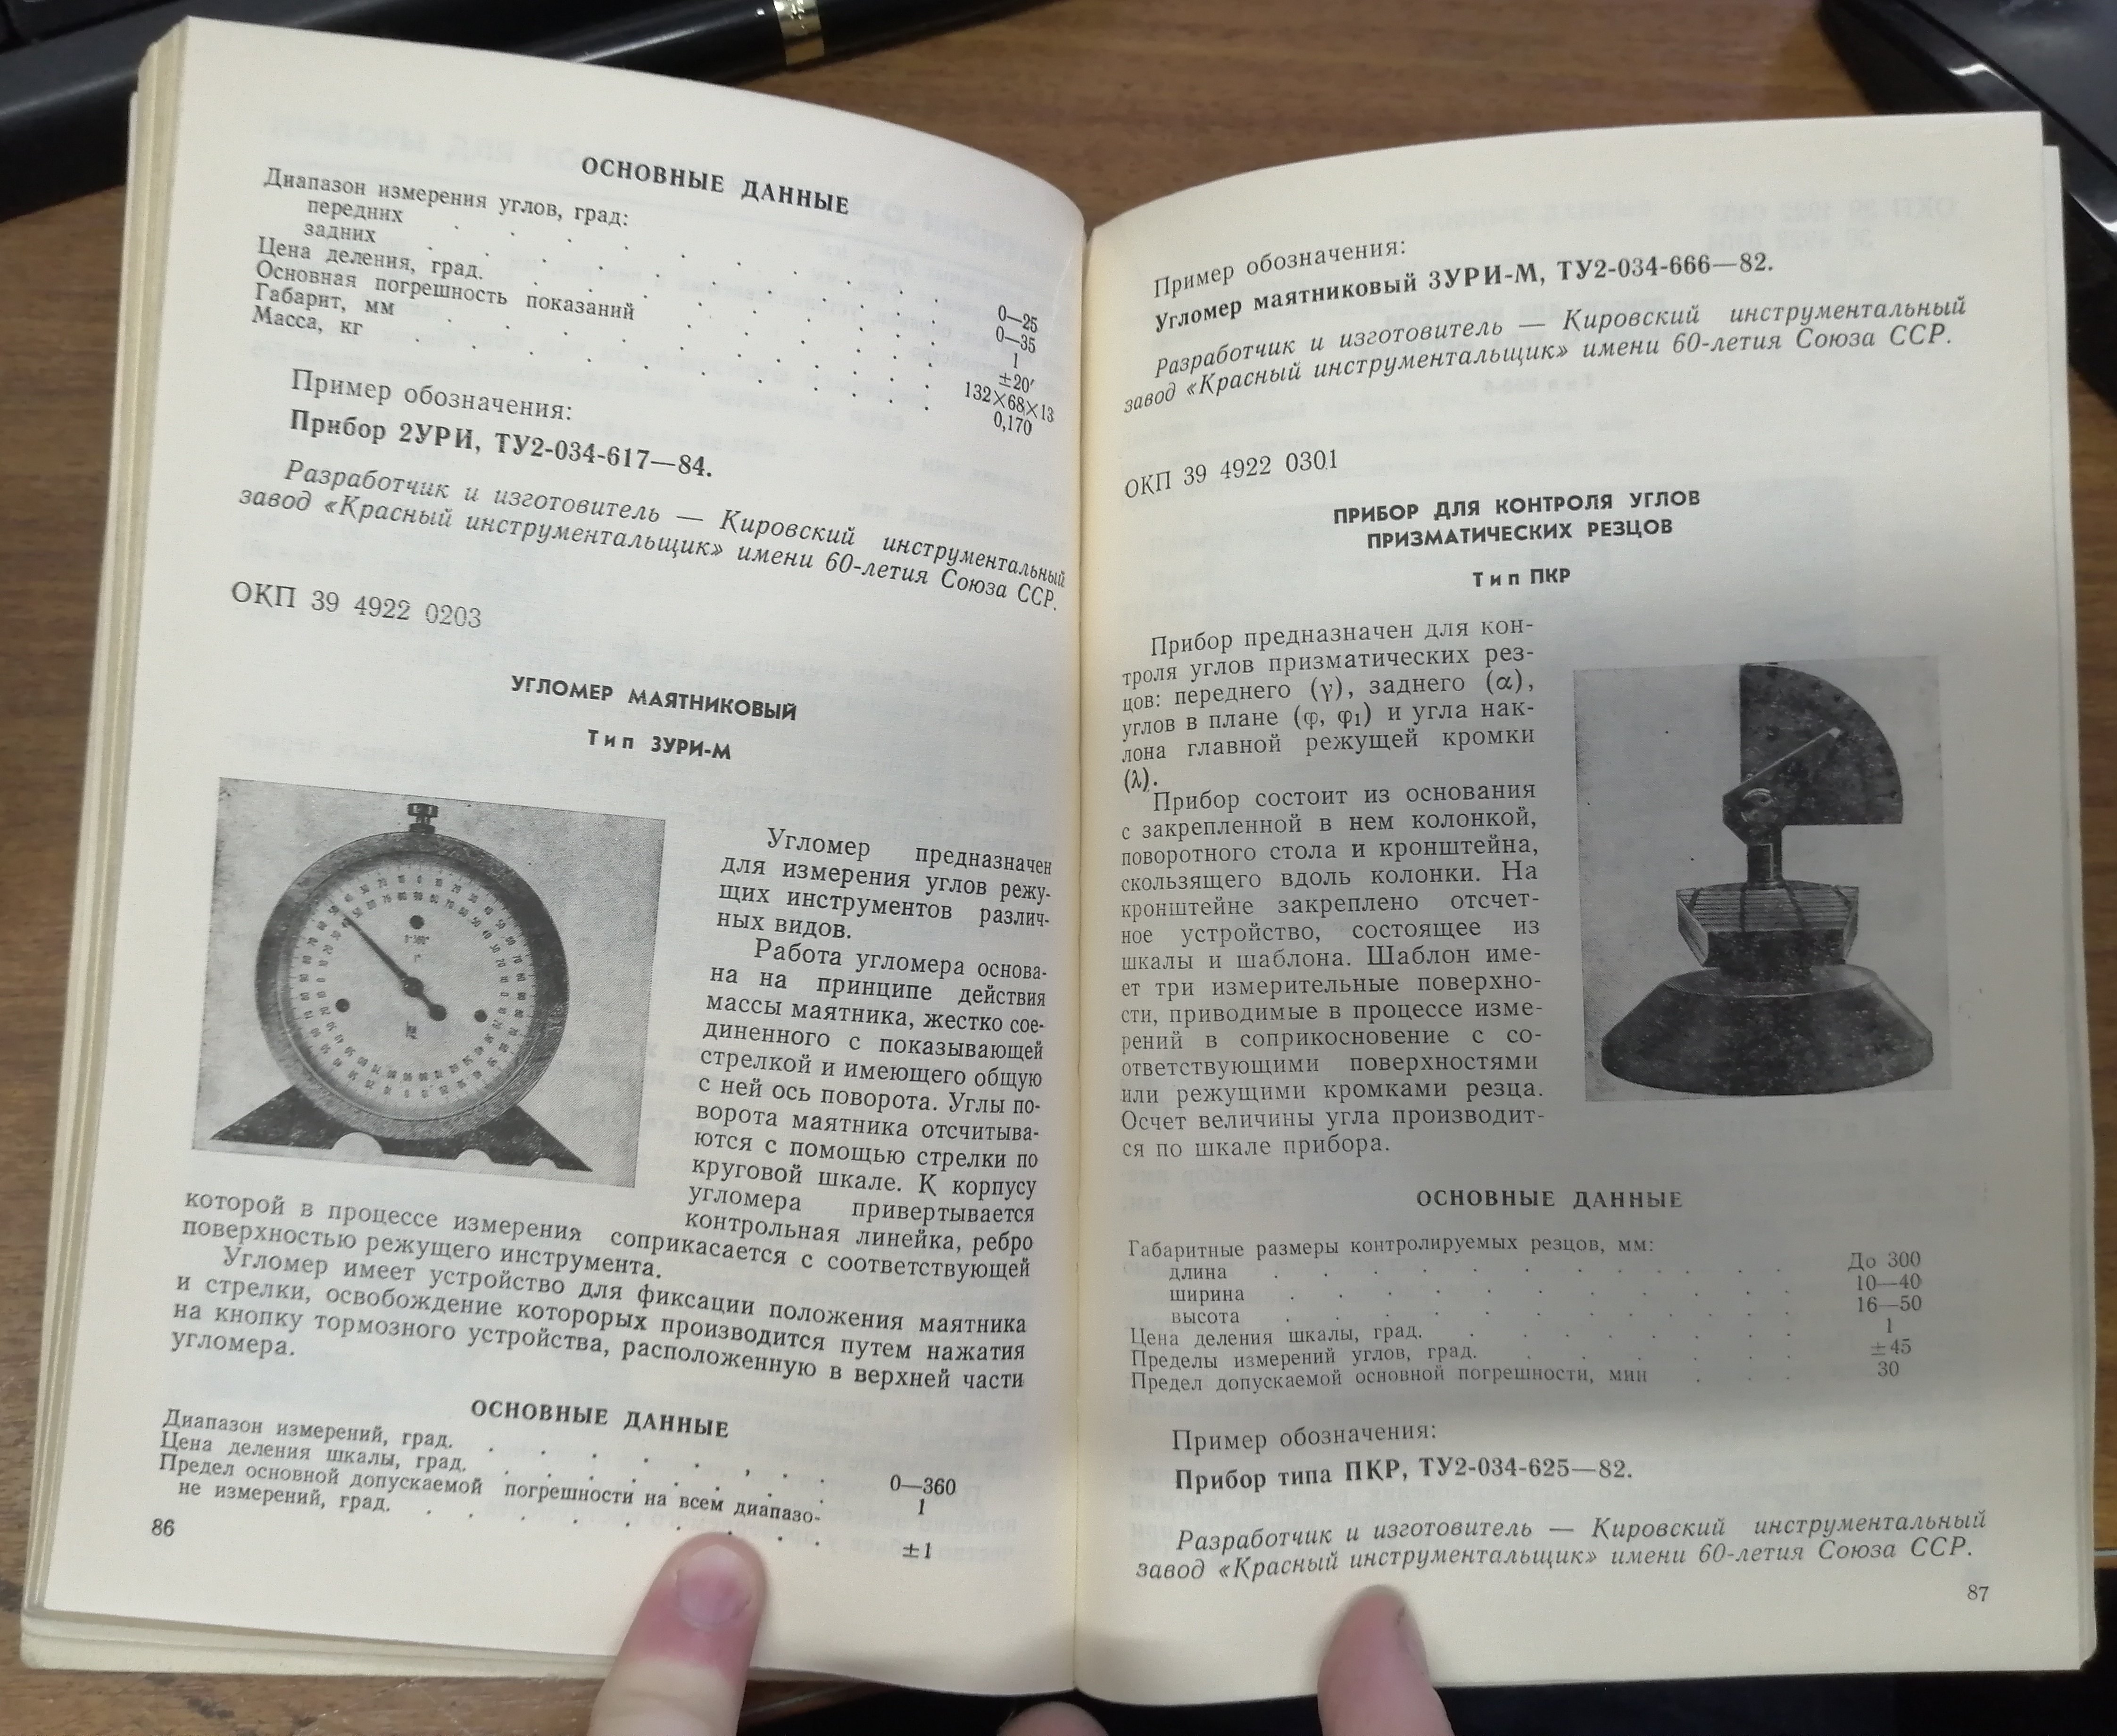 ОСНОВНЫЕ ДАННЫЕ
Диапазон измерения углов, град:
передних . . . . . . . . . 0—25
задних . . . . . . . . . 0—35
Цена деления, град. . . . . . . . . 1
Основная погрешность показаний . . . . . ±20′
Габарит, мм . . . . . . . . . 132×68×13
Масса, кг . . . . . . . . . 0,170
Пример обозначения:
Прибор 2УРИ, ТУ2-034-617—84.
Разработчик и изготовитель — Кировский инструментальный
завод «Красный инструментальщик» имени 60-летия Союза ССР.
ОКП 39 4922 0203
УГЛОМЕР МАЯТНИКОВЫЙ
Тип 3УРИ-М
Угломер предназначен
для измерения углов режу-
щих инструментов различ-
ных видов.
Работа угломера основа-
на на принципе действия
массы маятника, жестко сое-
диненного с показывающей
стрелкой и имеющего общую
с ней ось поворота. Углы по-
ворота маятника отсчитыва-
ются с помощью стрелки по
круговой шкале. К корпусу
угломера привертывается
контрольная линейка, ребро
которой в процессе измерения соприкасается с соответствующей
поверхностью режущего инструмента.
Угломер имеет устройство для фиксации положения маятника
и стрелки, освобождение которорых производится путем нажатия
на кнопку тормозного устройства, расположенную в верхней части
угломера.
ОСНОВНЫЕ ДАННЫЕ
Диапазон измерений, град. . . . . . . . 0—360
Цена деления шкалы, град. . . . . . . . 1
Предел основной допускаемой погрешности на всем диапазо-
не измерений, град. . . . . . . . . ±1
86
Пример обозначения:
Угломер маятниковый 3УРИ-М, ТУ2-034-666—82.
Разработчик и изготовитель — Кировский инструментальный
завод «Красный инструментальщик» имени 60-летия Союза ССР.
ОКП 39 4922 0301
ПРИБОР ДЛЯ КОНТРОЛЯ УГЛОВ
ПРИЗМАТИЧЕСКИХ РЕЗЦОВ
Тип ПКР
Прибор предназначен для кон-
троля углов призматических рез-
цов: переднего (γ), заднего (α),
углов в плане (φ, φ1) и угла нак-
лона главной режущей кромки
(λ).
Прибор состоит из основания
с закрепленной в нем колонкой,
поворотного стола и кронштейна,
скользящего вдоль колонки. На
кронштейне закреплено отсчет-
ное устройство, состоящее из
шкалы и шаблона. Шаблон име-
ет три измерительные поверхно-
сти, приводимые в процессе изме-
рений в соприкосновение с со-
ответствующими поверхностями
или режущими кромками резца.
Осчет величины угла производит-
ся по шкале прибора.
ОСНОВНЫЕ ДАННЫЕ
Габаритные размеры контролируемых резцов, мм:
длина . . . . . . . . . До 300
ширина . . . . . . . . . 10—40
высота . . . . . . . . . 16—50
Цена деления шкалы, град. . . . . . . . 1
Пределы измерений углов, град. . . . . . . ±45
Предел допускаемой основной погрешности, мин . . . 30
Пример обозначения:
Прибор типа ПКР, ТУ2-034-625—82.
Разработчик и изготовитель — Кировский инструментальный
завод «Красный инструментальщик» имени 60-летия Союза ССР.
87